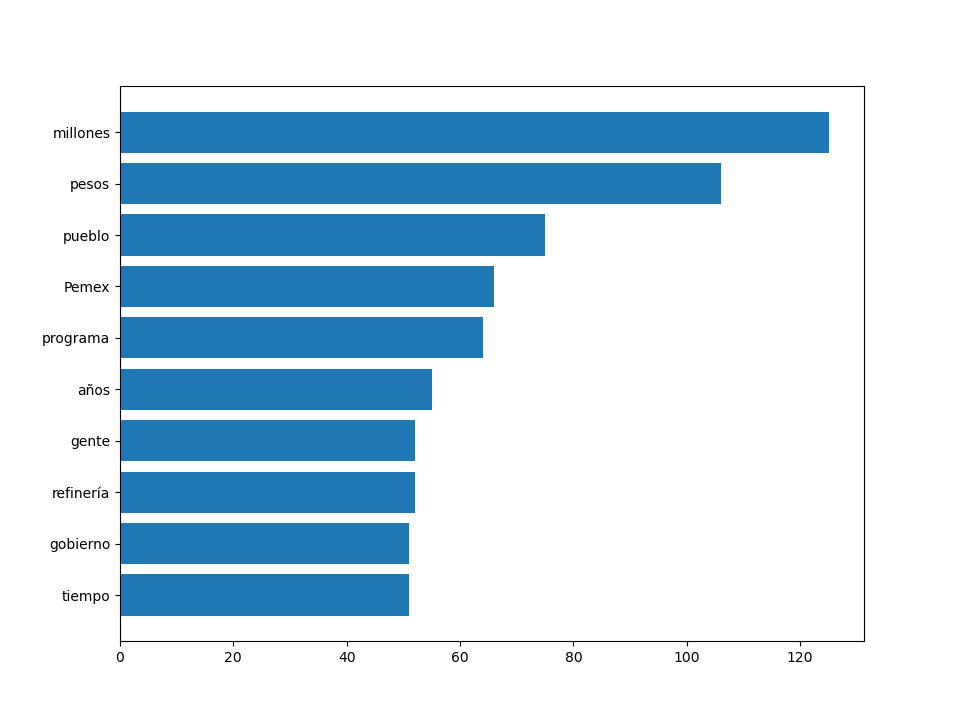 millones
pesos
pueblo
Pemex
programa
años
gente
refinería
gobierno
tiempo
0 20 40 60 80 100 120